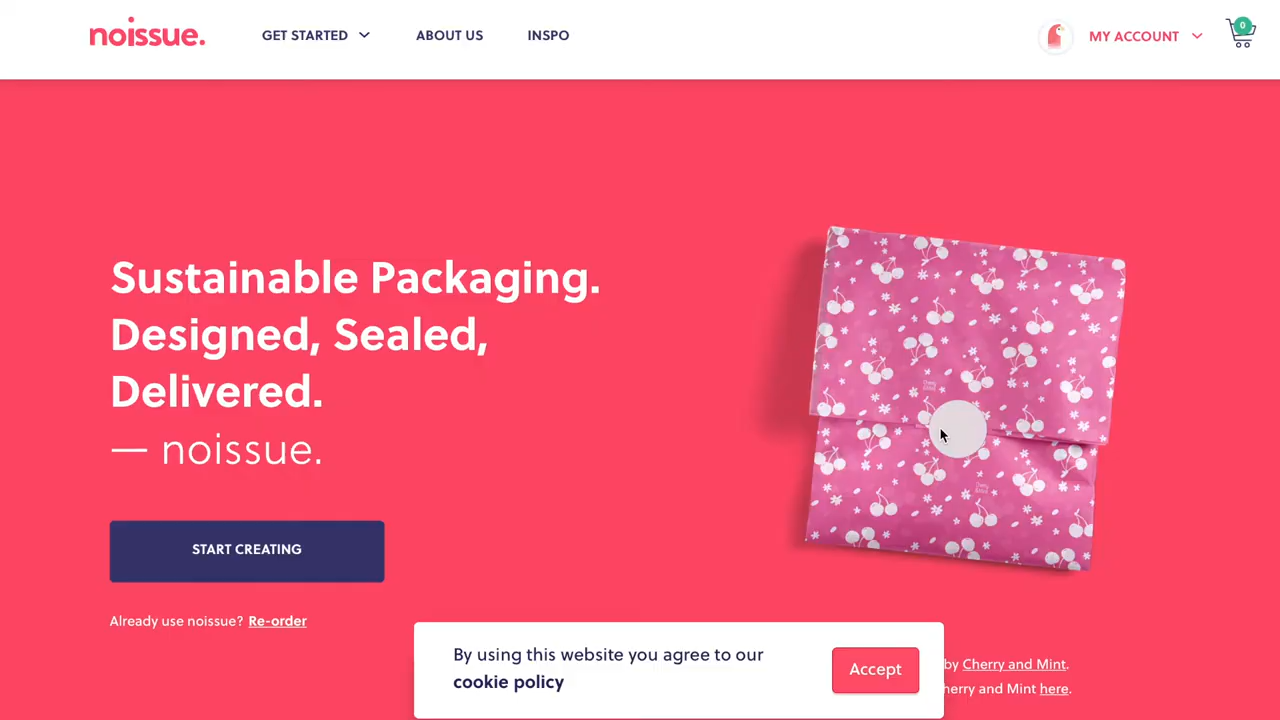 noissue.
GET STARTED
ABOUT US
INSPO
MY ACCOUNT
0
Sustainable Packaging.
Designed, Sealed,
Delivered.
— noissue.
START CREATING
Already use noissue? Re-order
By using this website you agree to our
cookie policy
Accept
by Cherry and Mint.
herry and Mint here.